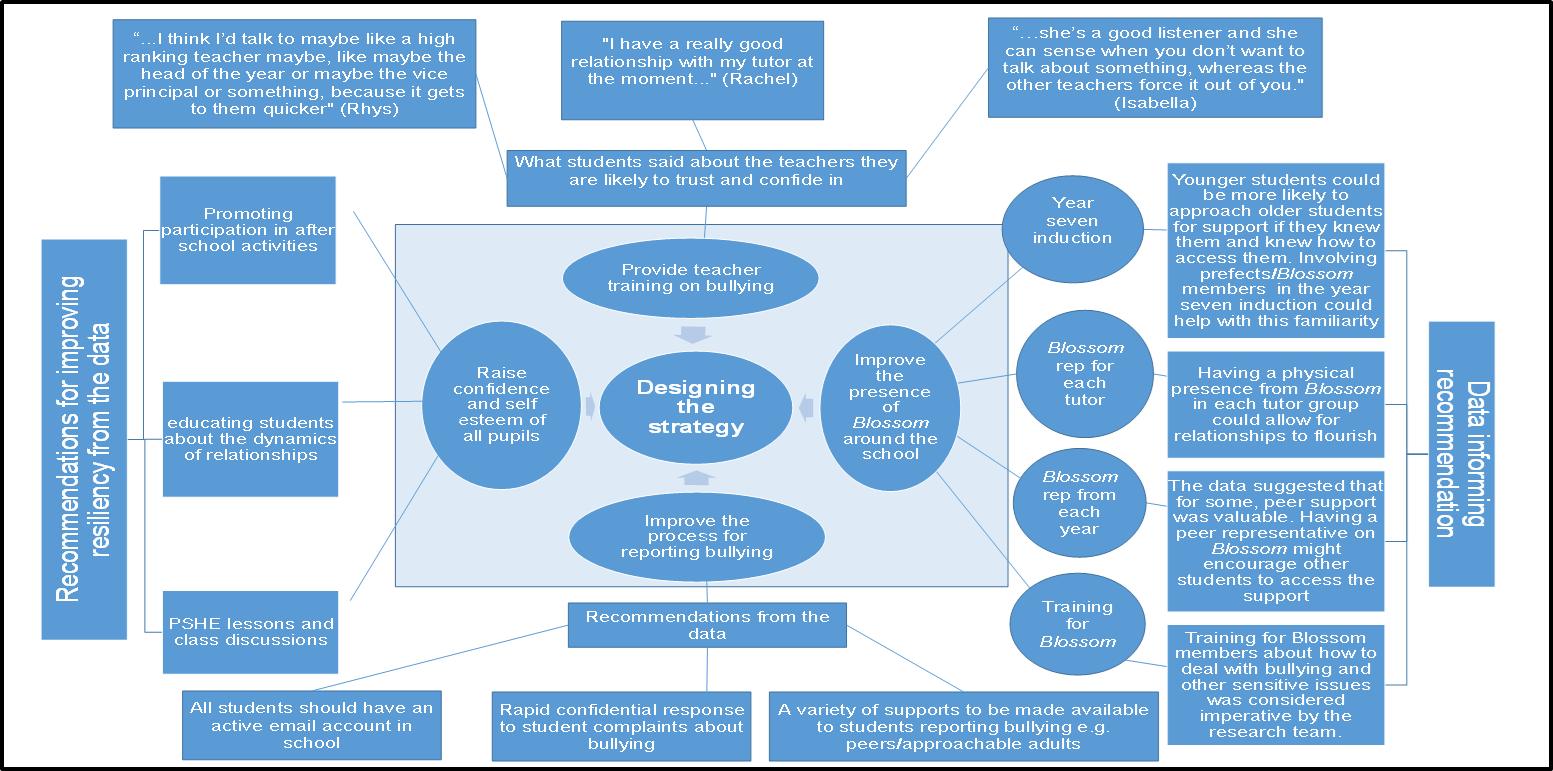 “...I think I’d talk to maybe like a high
ranking teacher maybe, like maybe the
head of the year or maybe the vice
principal or something, because it gets
to them quicker" (Rhys)
"I have a really good
relationship with my tutor at
the moment..." (Rachel)
“...she’s a good listener and she
can sense when you don’t want to
talk about something, whereas the
other teachers force it out of you."
(Isabella)
What students said about the teachers they
are likely to trust and confide in
Recommendations for improving
resiliency from the data
Promoting
participation in after
school activities
educating students
about the dynamics
of relationships
PSHE lessons and
class discussions
Raise
confidence
and self
esteem of
all pupils
Provide teacher
training on bullying
Designing
the
strategy
Improve the
process for
reporting bullying
Improve
the
presence
of
Blossom
around the
school
Year
seven
induction
Blossom
rep for
each
tutor
Blossom
rep from
each
year
Training
for
Blossom
Younger students could
be more likely to
approach older students
for support if they knew
them and knew how to
access them. Involving
prefects/Blossom
members in the year
seven induction could
help with this familiarity
Having a physical
presence from Blossom
in each tutor group
could allow for
relationships to flourish
The data suggested that
for some, peer support
was valuable. Having a
peer representative on
Blossom might
encourage other
students to access the
support
Training for Blossom
members about how to
deal with bullying and
other sensitive issues
was considered
imperative by the
research team.
Data informing
recommendation
Recommendations from the
data
All students should have an
active email account in
school
Rapid confidential response
to student complaints about
bullying
A variety of supports to be made available
to students reporting bullying e.g.
peers/approachable adults